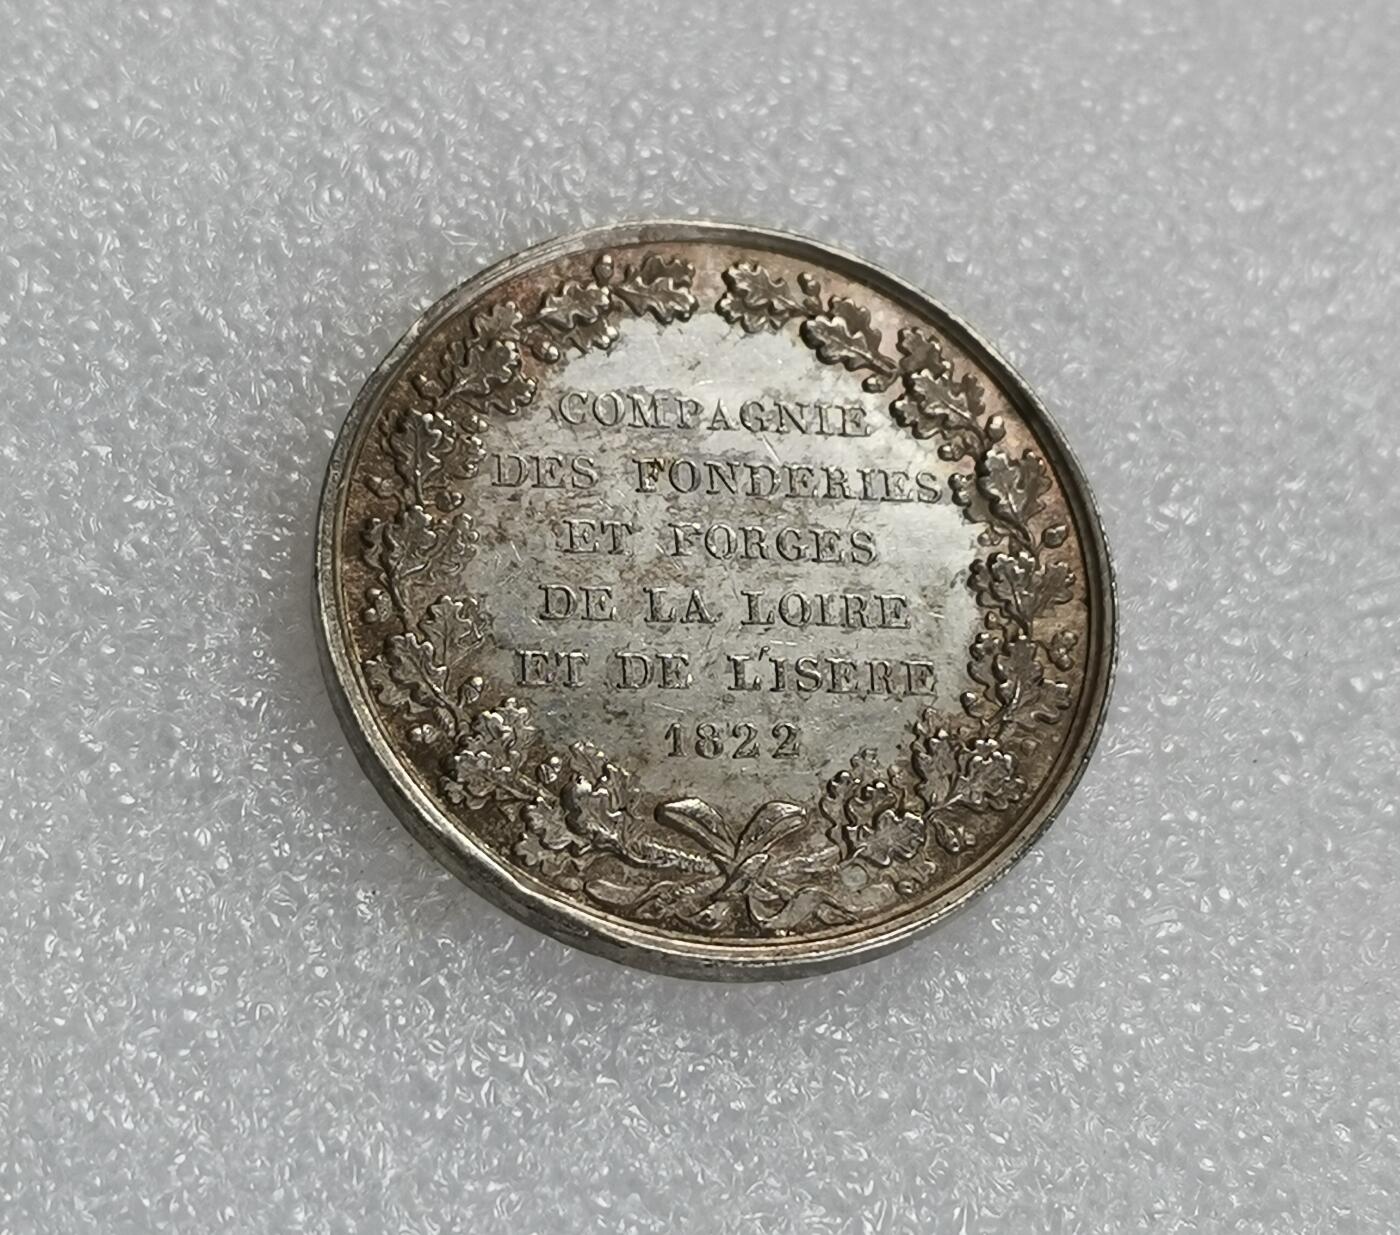 COMPAGNIE
DES FONDERIES
ET FORGES
DE LA LOIRE
ET DE L'ISERE
1822